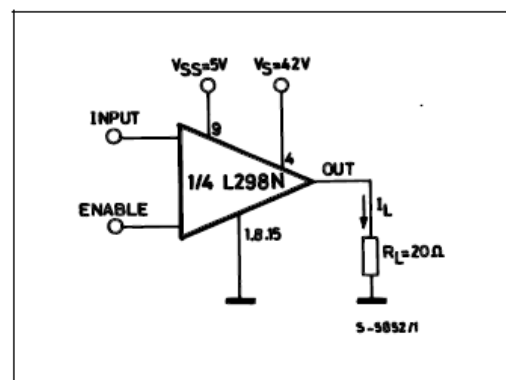 VSS=5V
VS=42V
INPUT
9
4
OUT
1/4 L298N
IL
ENABLE
1.8.15
RL=20Ω
S-5852/1